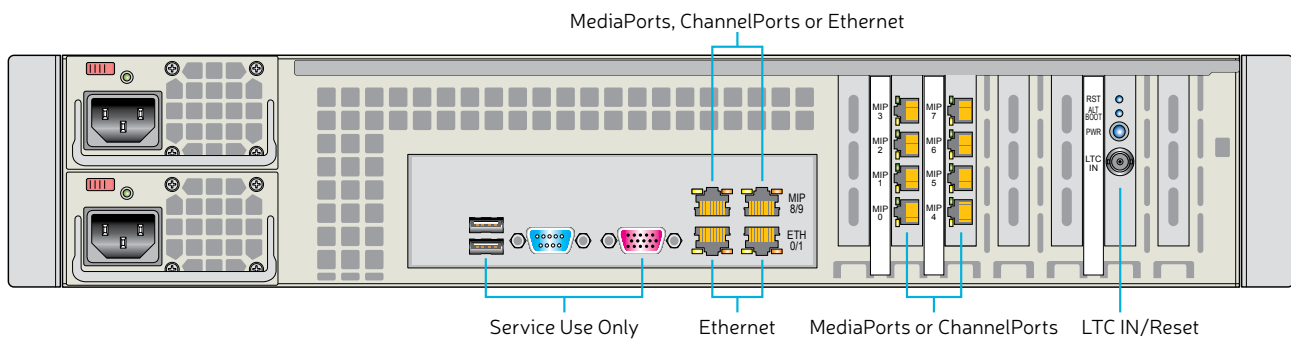 MediaPorts, ChannelPorts or Ethernet
MIP
3
MIP
2
MIP
1
MIP
0
MIP
7
MIP
6
MIP
5
MIP
4
RST
ALT
BOOT
PWR
LTC
IN
MIP
8/9
ETH
0/1
Service Use Only
Ethernet
MediaPorts or ChannelPorts
LTC IN/Reset